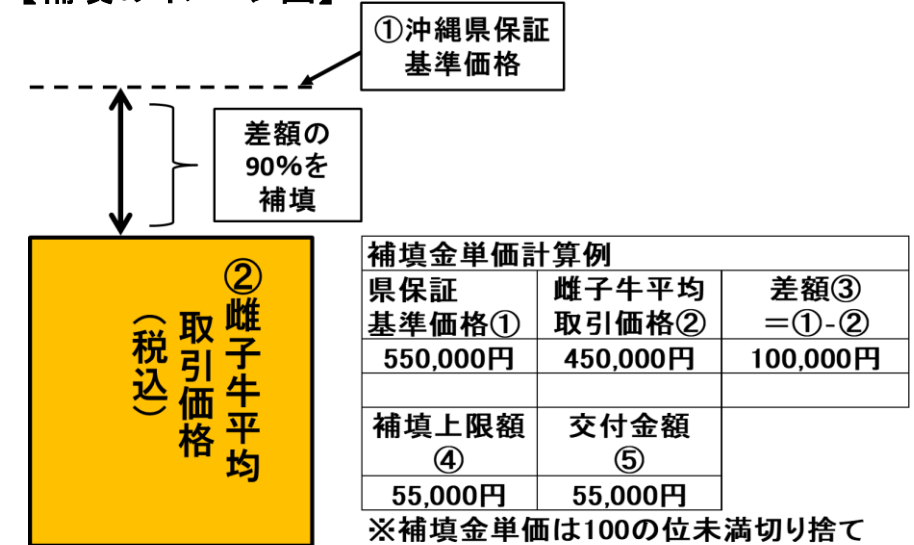 ①沖縄県保証
基準価格
差額の
90%を
補填
②雌子牛平均
取引価格
（税込）
補填金単価計算例
県保証
基準価格①
雌子牛平均
取引価格②
差額③
＝①-②
550,000円
450,000円
100,000円
補填上限額
④
交付金額
⑤
55,000円
55,000円
※補填金単価は100の位未満切り捨て